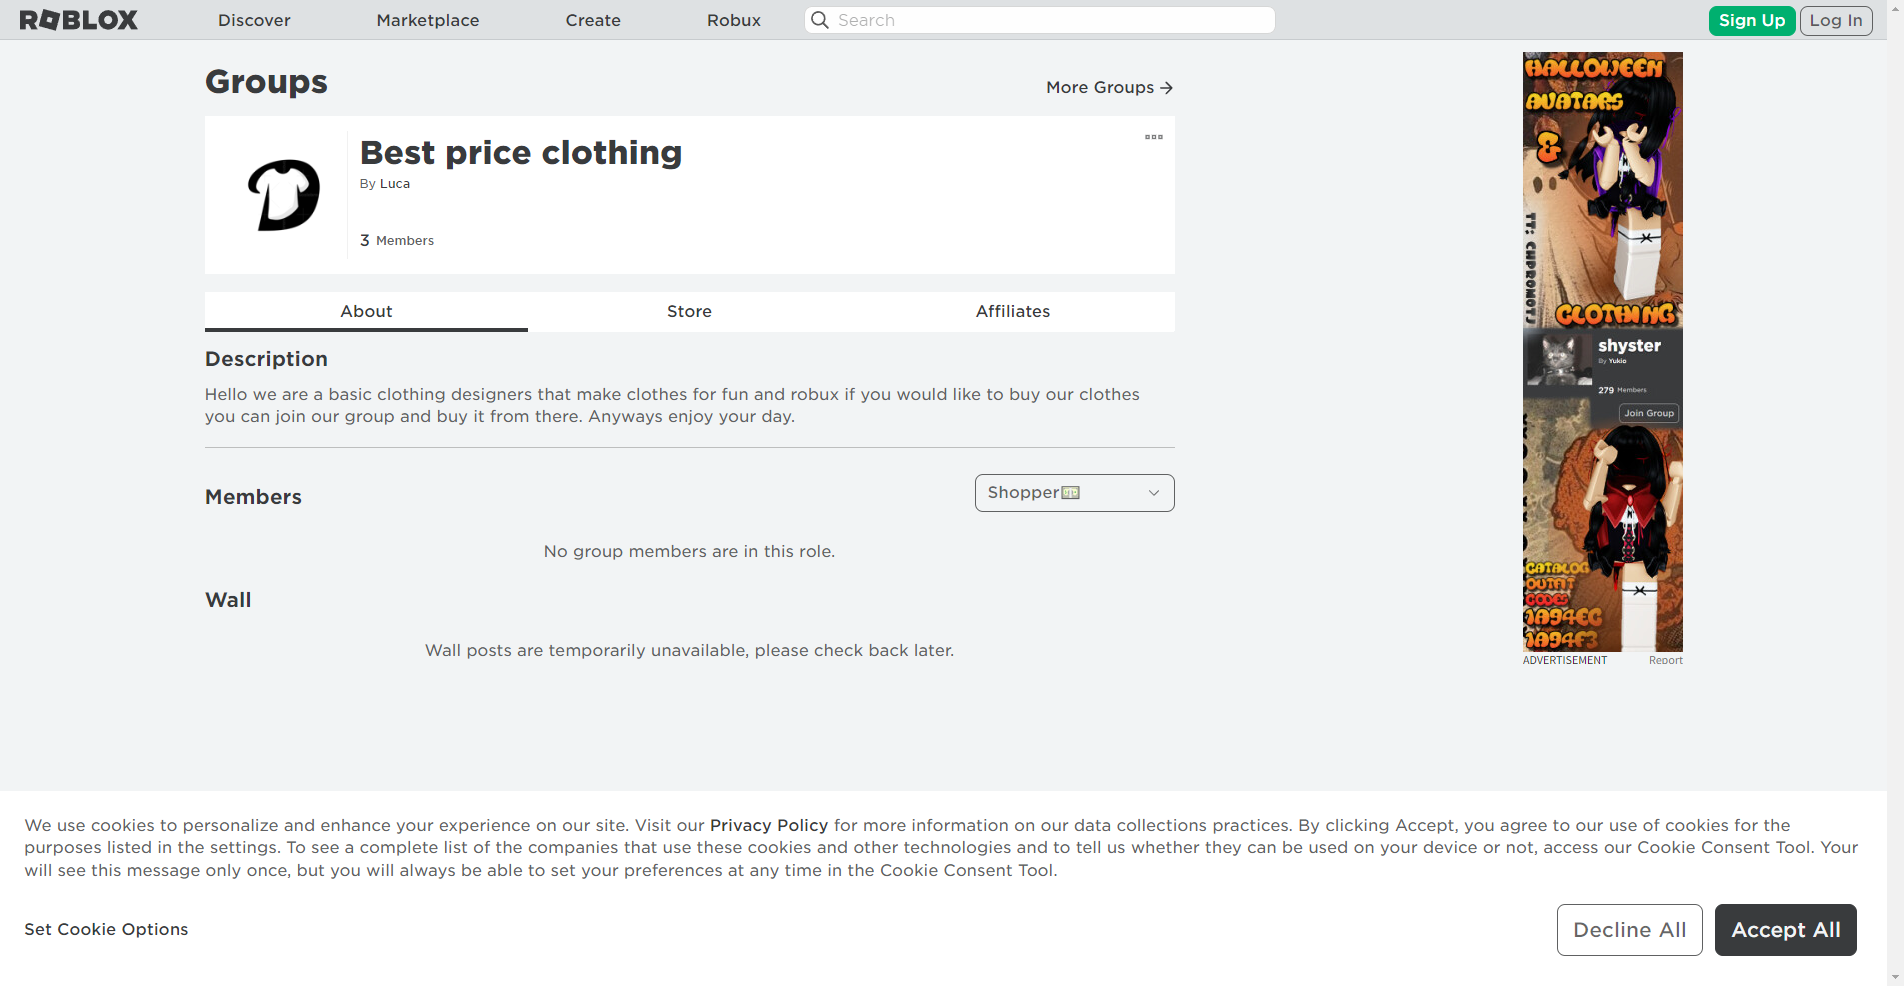 ROBLOX
Discover
Marketplace
Create
Robux
Search
Sign Up
Log In
Groups
More Groups
Best price clothing
By Luca
3 Members
About
Store
Affiliates
Description
Hello we are a basic clothing designers that make clothes for fun and robux if you would like to buy our clothes
you can join our group and buy it from there. Anyways enjoy your day.
Members
Shopper
No group members are in this role.
Wall
Wall posts are temporarily unavailable, please check back later.
HALLOWEEN
AVATARS
&
CLOTHING
shyster
By Yukio
279 Members
Join Group
CATALOG
OUTFIT
CODES
1A94EC
1A94F3
ADVERTISEMENT
Report
We use cookies to personalize and enhance your experience on our site. Visit our Privacy Policy for more information on our data collections practices. By clicking Accept, you agree to our use of cookies for the
purposes listed in the settings. To see a complete list of the companies that use these cookies and other technologies and to tell us whether they can be used on your device or not, access our Cookie Consent Tool. Your
will see this message only once, but you will always be able to set your preferences at any time in the Cookie Consent Tool.
Set Cookie Options
Decline All
Accept All